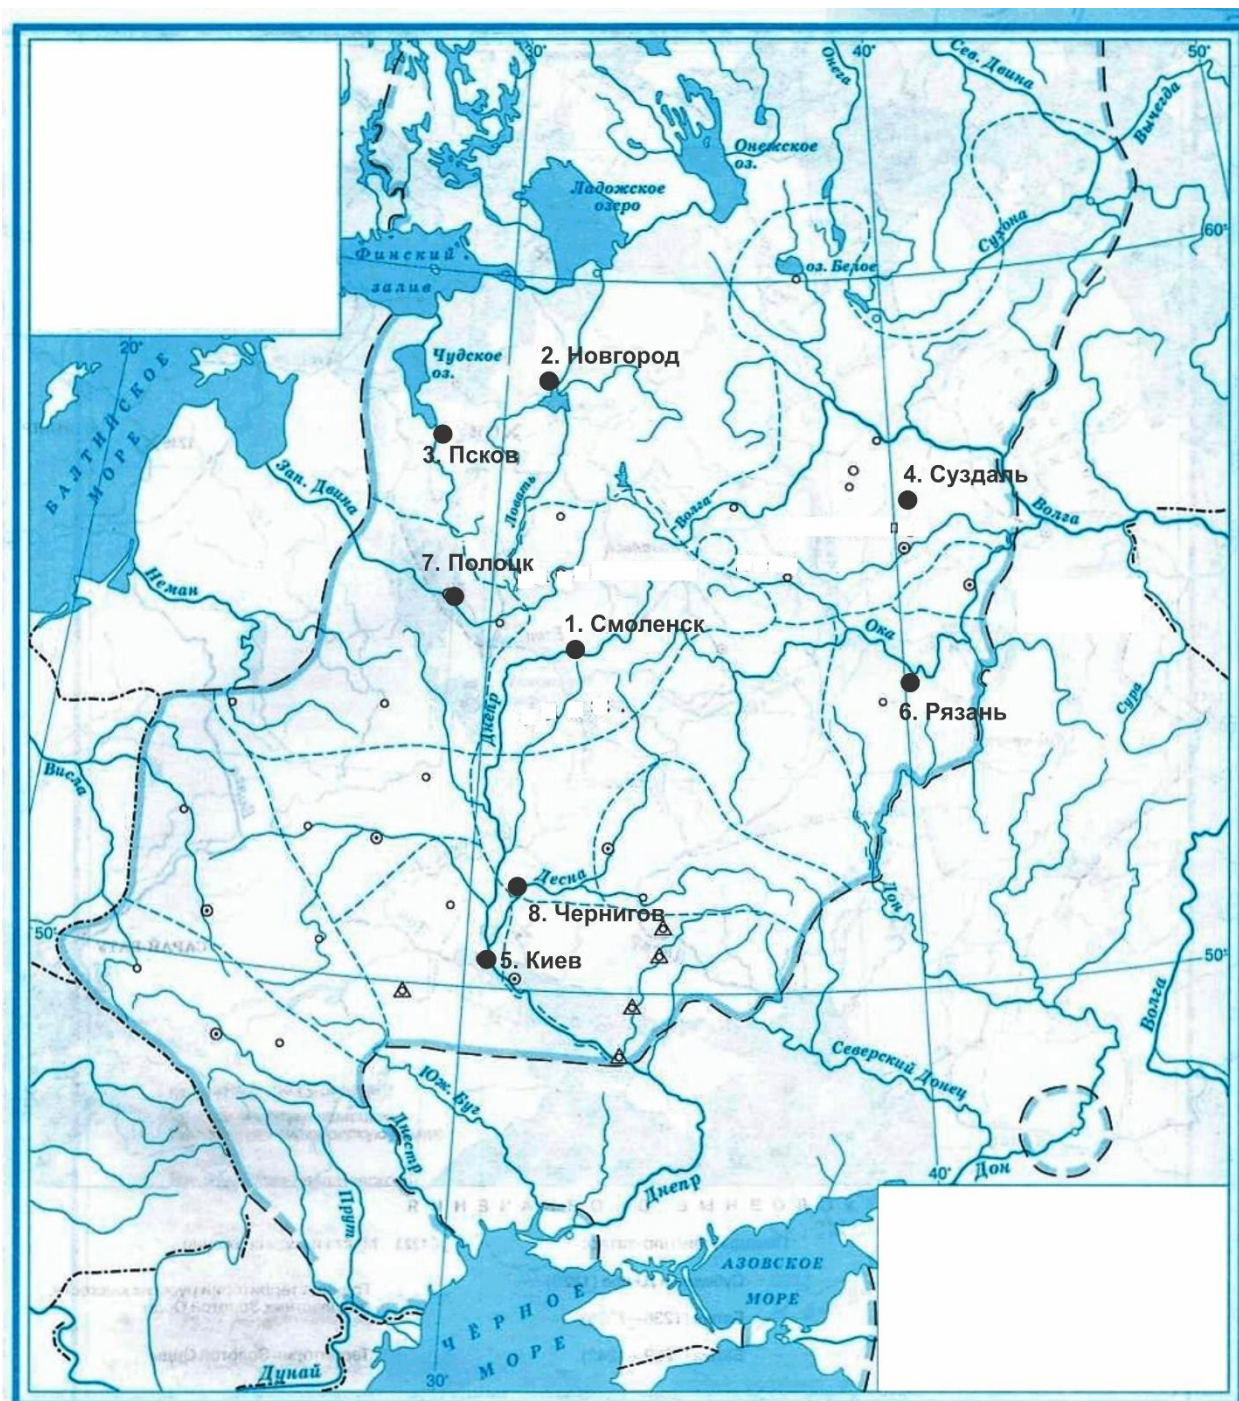 30°
40°
50°
Онега
Сев. Двина
Вычегда
Онежское
оз.
Ладожское
озеро
Сухона
60°
Финский
залив
оз. Белое
20°
БАЛТИЙСКОЕ
МОРЕ
Чудское
оз.
2. Новгород
3. Псков
Зап. Двина
Ловать
Волга
4. Суздаль
Волга
7. Полоцк
Неман
1. Смоленск
Ока
6. Рязань
Сура
Днепр
Висла
Десна
8. Чернигов
Дон
50°
5. Киев
50°
Волга
Северский Донец
Юж. Буг
Днестр
Прут
Днепр
40°
Дон
АЗОВСКОЕ
МОРЕ
ЧЕРНОЕ
МОРЕ
Дунай
30°